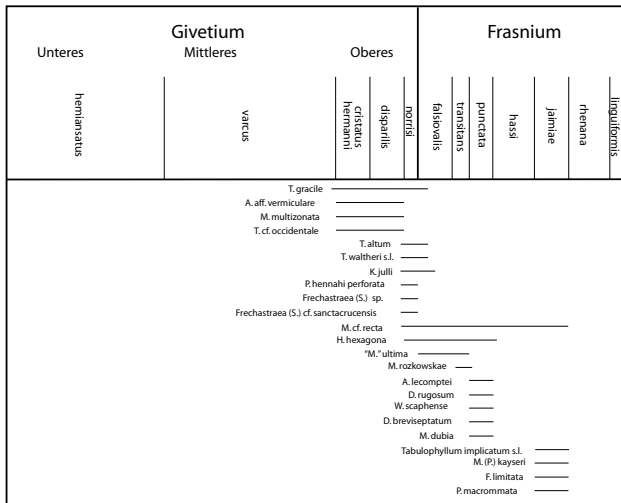 Givetium Frasnium
Unteres Mittleres Oberes
hemiansatus
varcus
cristatus
hermanni
disparilis
norrisi
falsiovalis
transitans
punctata
hassi
jaimiae
rhenana
linguiformis
T. gracile
A. aff. vermiculare
M. multizonata
T. cf. occidentale
T. altum
T. waltheri s.l.
K. julli
P. hennahi perforata
Frechastraea (S.) sp.
Frechastraea (S.) cf. sanctacrucensis
M. cf. recta
H. hexagona
"M." ultima
M. rozkowskae
A. lecomptei
D. rugosum
W. scaphense
D. breviseptatum
M. dubia
Tabulophyllum implicatum s.l.
M. (P.) kayseri
F. limitata
P. macrommata